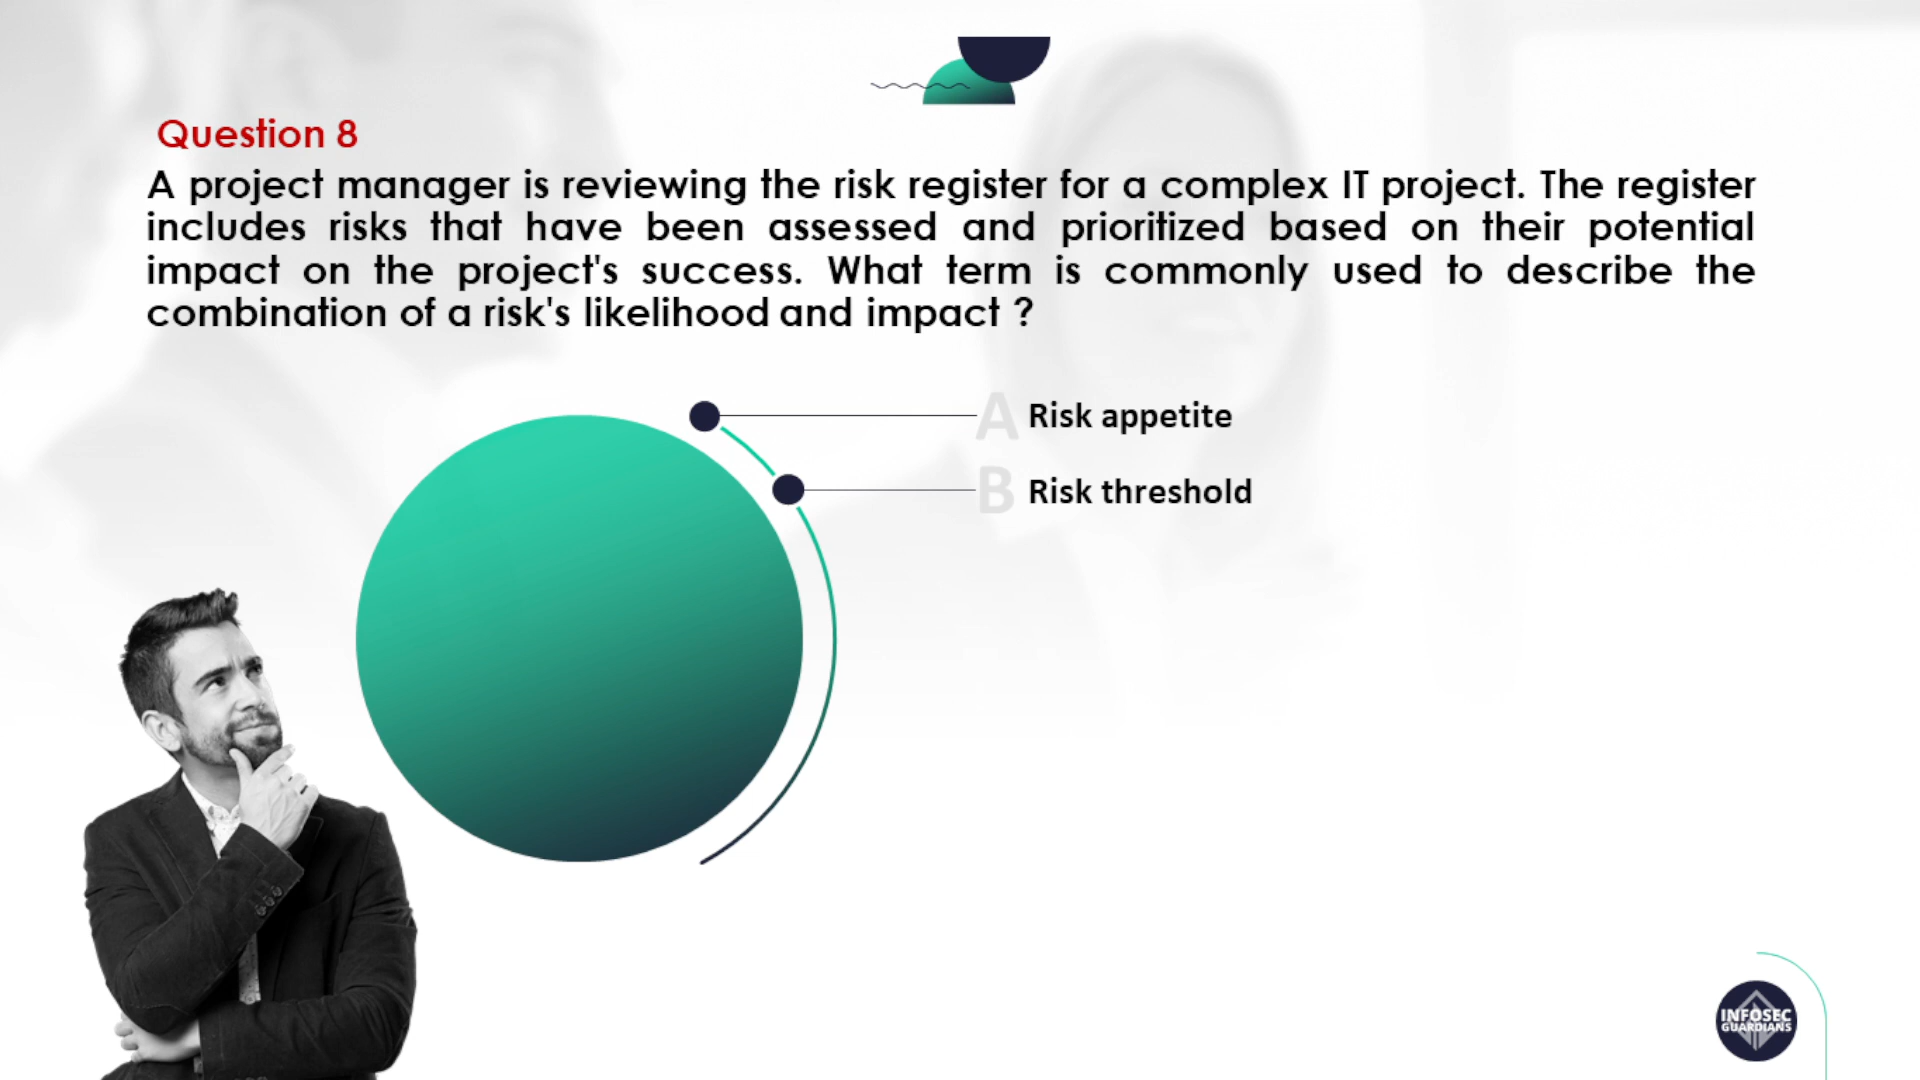 Question 8
A project manager is reviewing the risk register for a complex IT project. The register
includes risks that have been assessed and prioritized based on their potential
impact on the project's success. What term is commonly used to describe the
combination of a risk's likelihood and impact ?
A Risk appetite
B Risk threshold
INFOSEC
GUARDIANS